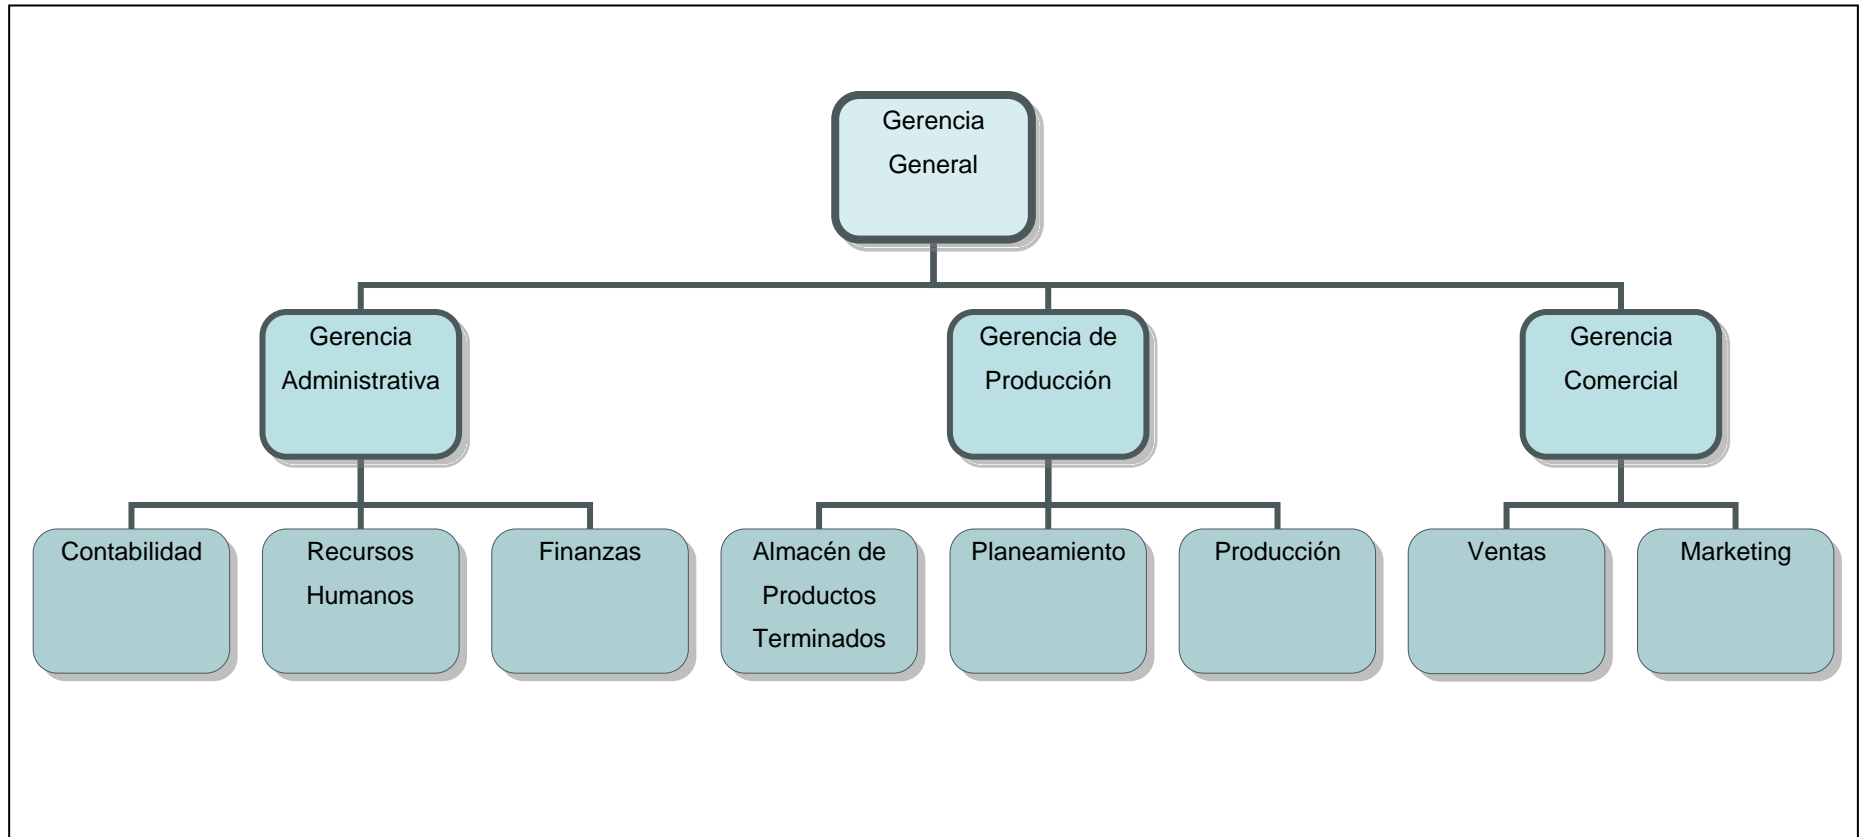 Gerencia
General
Gerencia
Administrativa
Gerencia de
Producción
Gerencia
Comercial
Contabilidad
Recursos
Humanos
Finanzas
Almacén de
Productos
Terminados
Planeamiento
Producción
Ventas
Marketing